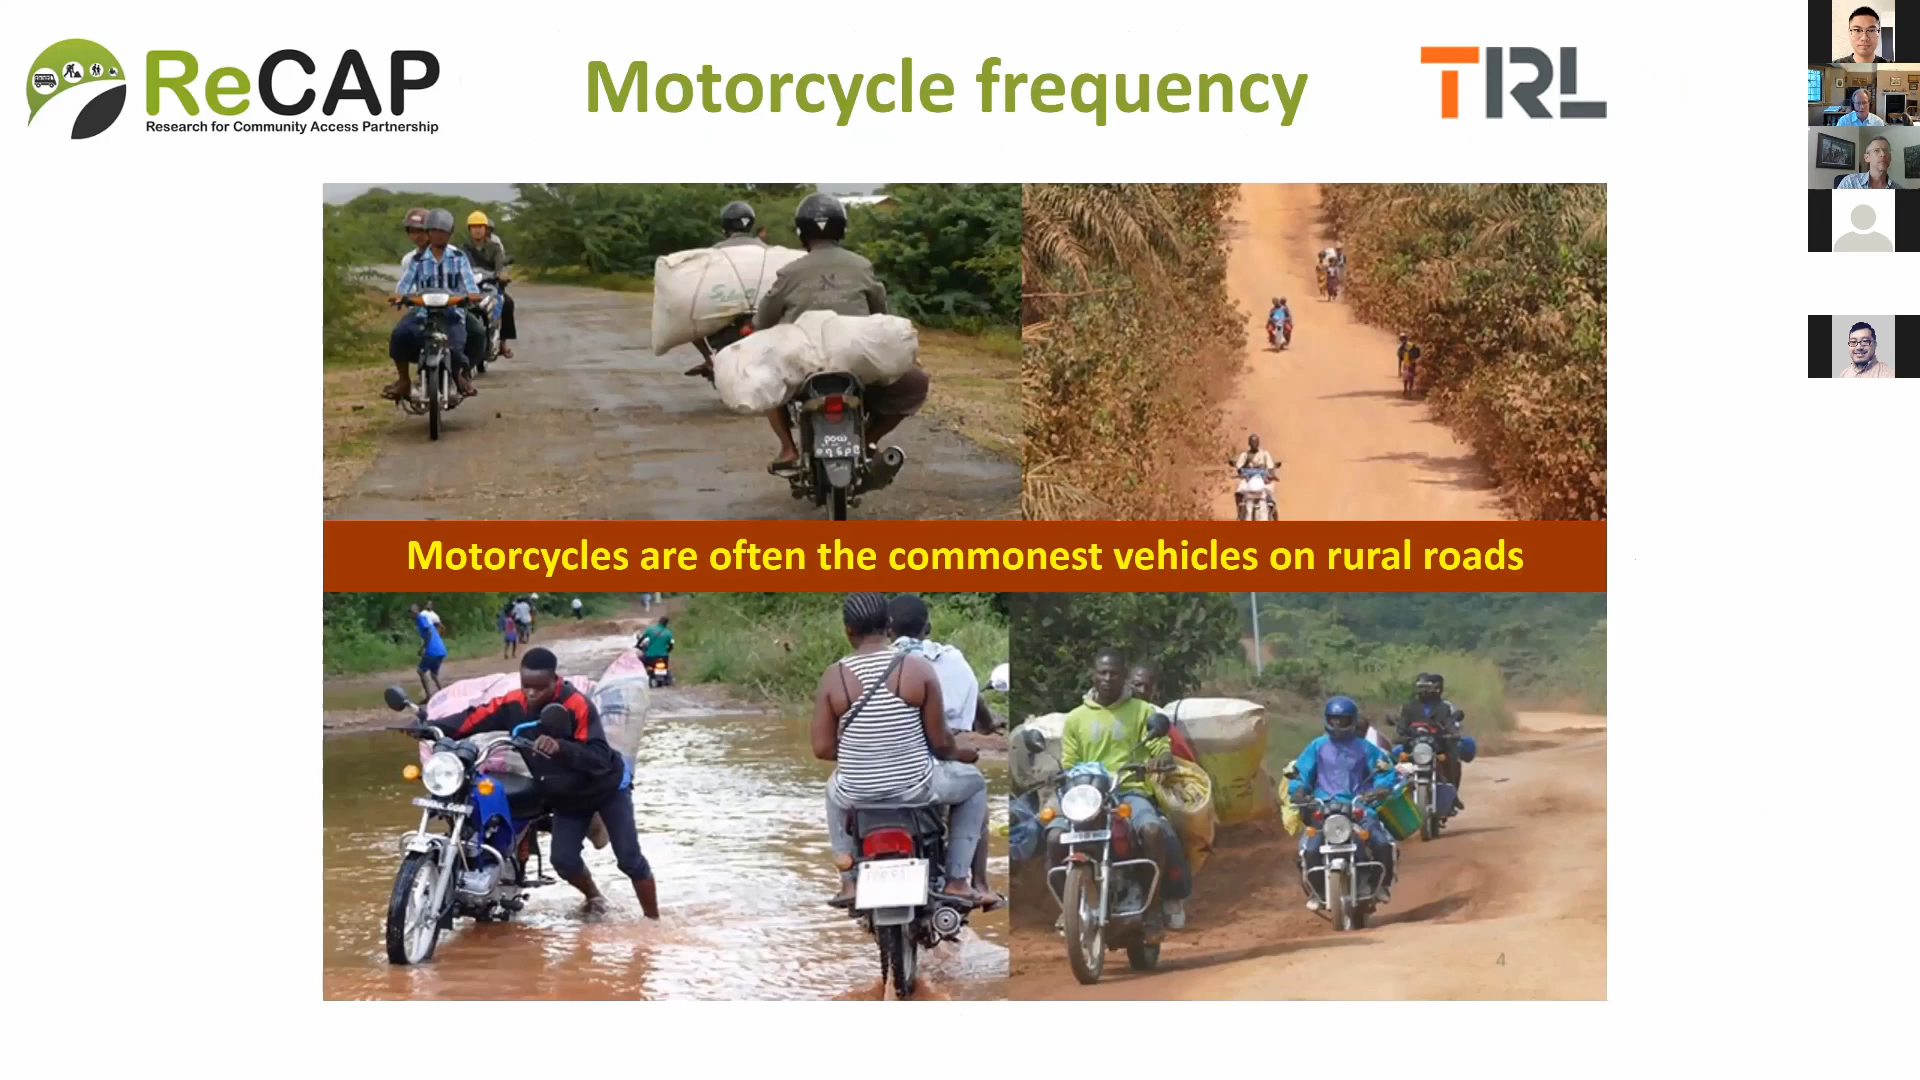 ReCAP
Research for Community Access Partnership
Motorcycle frequency
TRL
Motorcycles are often the commonest vehicles on rural roads
4